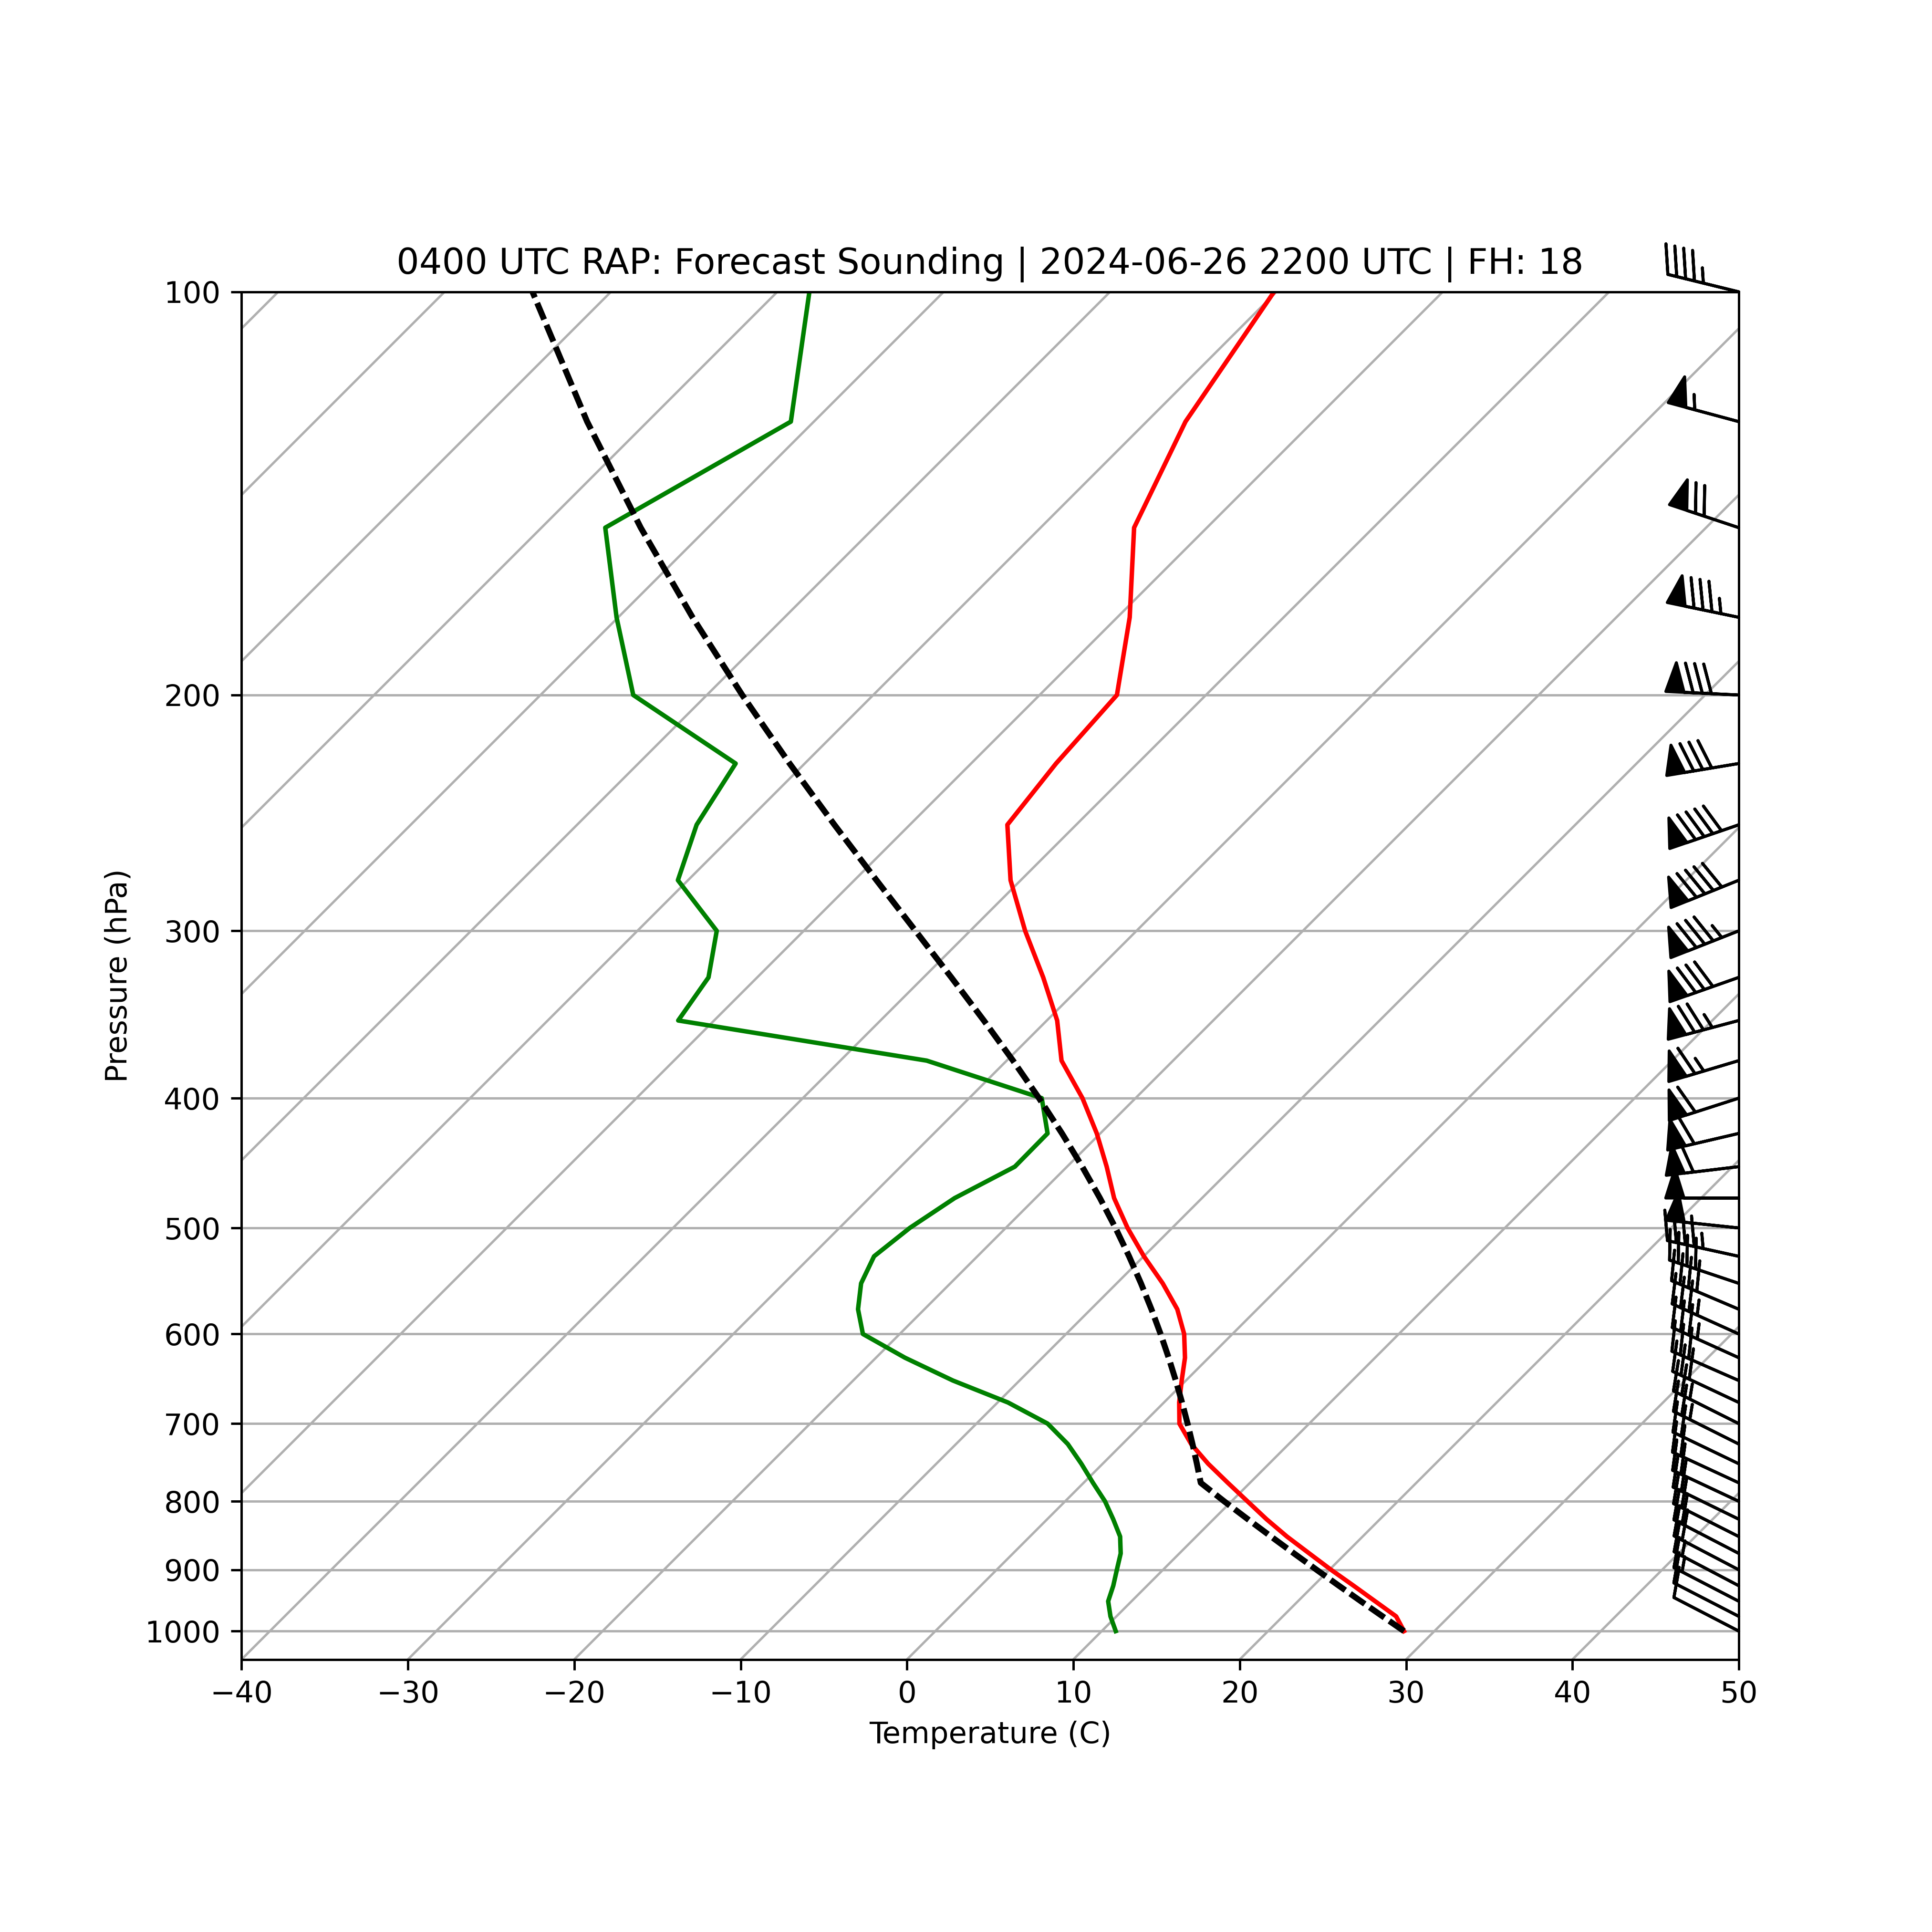 0400 UTC RAP: Forecast Sounding | 2024-06-26 2200 UTC | FH: 18
100
200
300
400
500
600
700
800
900
1000
Pressure (hPa)
−40 −30 −20 −10 0 10 20 30 40 50
Temperature (C)